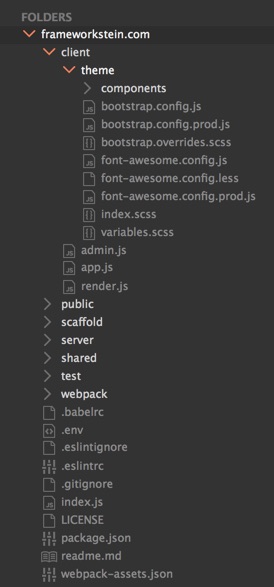 FOLDERS
frameworkstein.com
client
theme
components
bootstrap.config.js
bootstrap.config.prod.js
bootstrap.overrides.scss
font-awesome.config.js
font-awesome.config.less
font-awesome.config.prod.js
index.scss
variables.scss
admin.js
app.js
render.js
public
scaffold
server
shared
test
webpack
.babelrc
.env
.eslintignore
.eslintrc
.gitignore
index.js
LICENSE
package.json
readme.md
webpack-assets.json